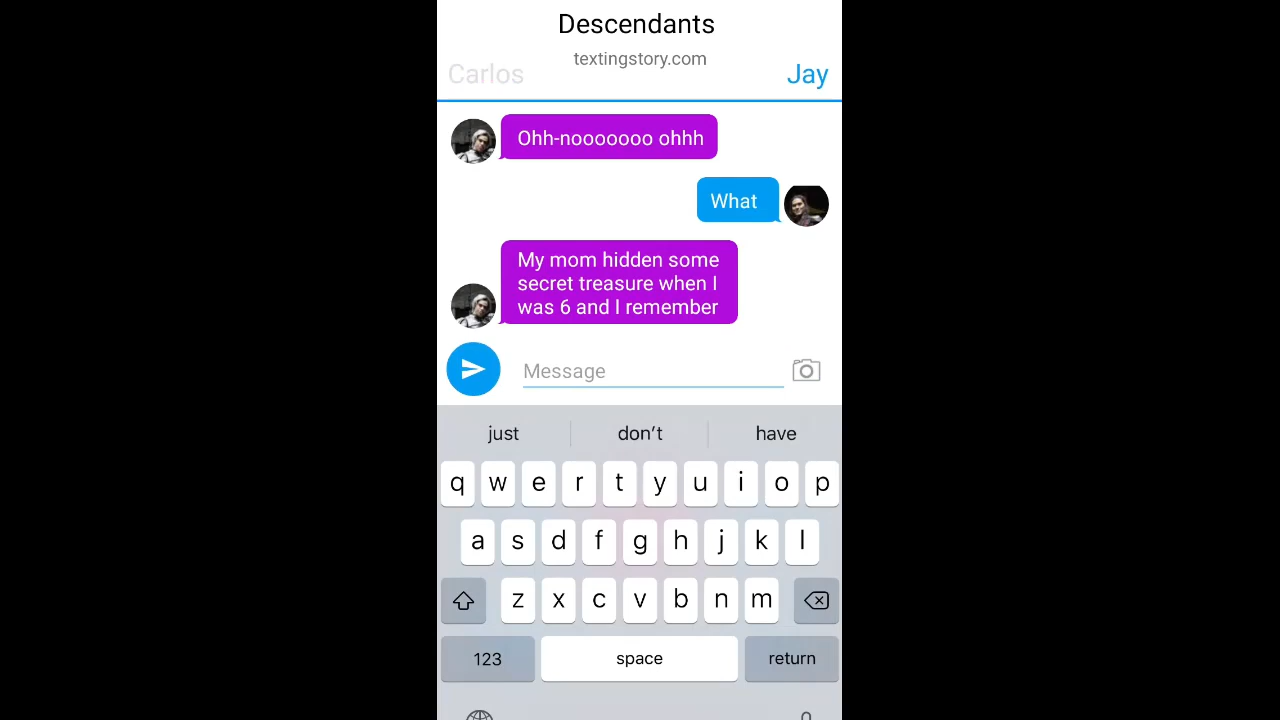 Descendants
textingstory.com
Carlos
Jay
Ohh-nooooooo ohhh
What
My mom hidden some
secret treasure when I
was 6 and I remember
Message
just don't have
q w e r t y u i o p
a s d f g h j k l
z x c v b n m
123 space return